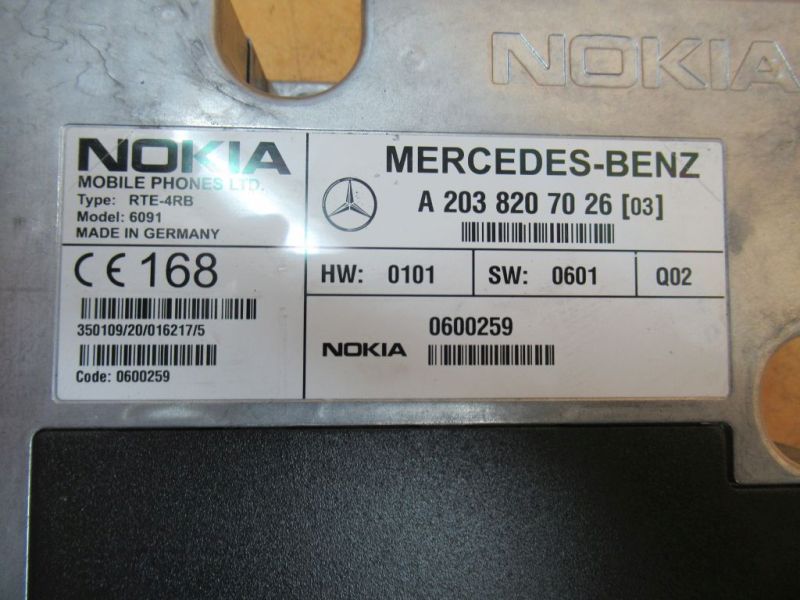 NOKIA
NOKIA
MOBILE PHONES LTD.
Type: RTE-4RB
Model: 6091
MADE IN GERMANY
CE 168
350109/20/016217/5
Code: 0600259
MERCEDES-BENZ
A 203 820 70 26 [03]
HW: 0101 SW: 0601 Q02
0600259
NOKIA